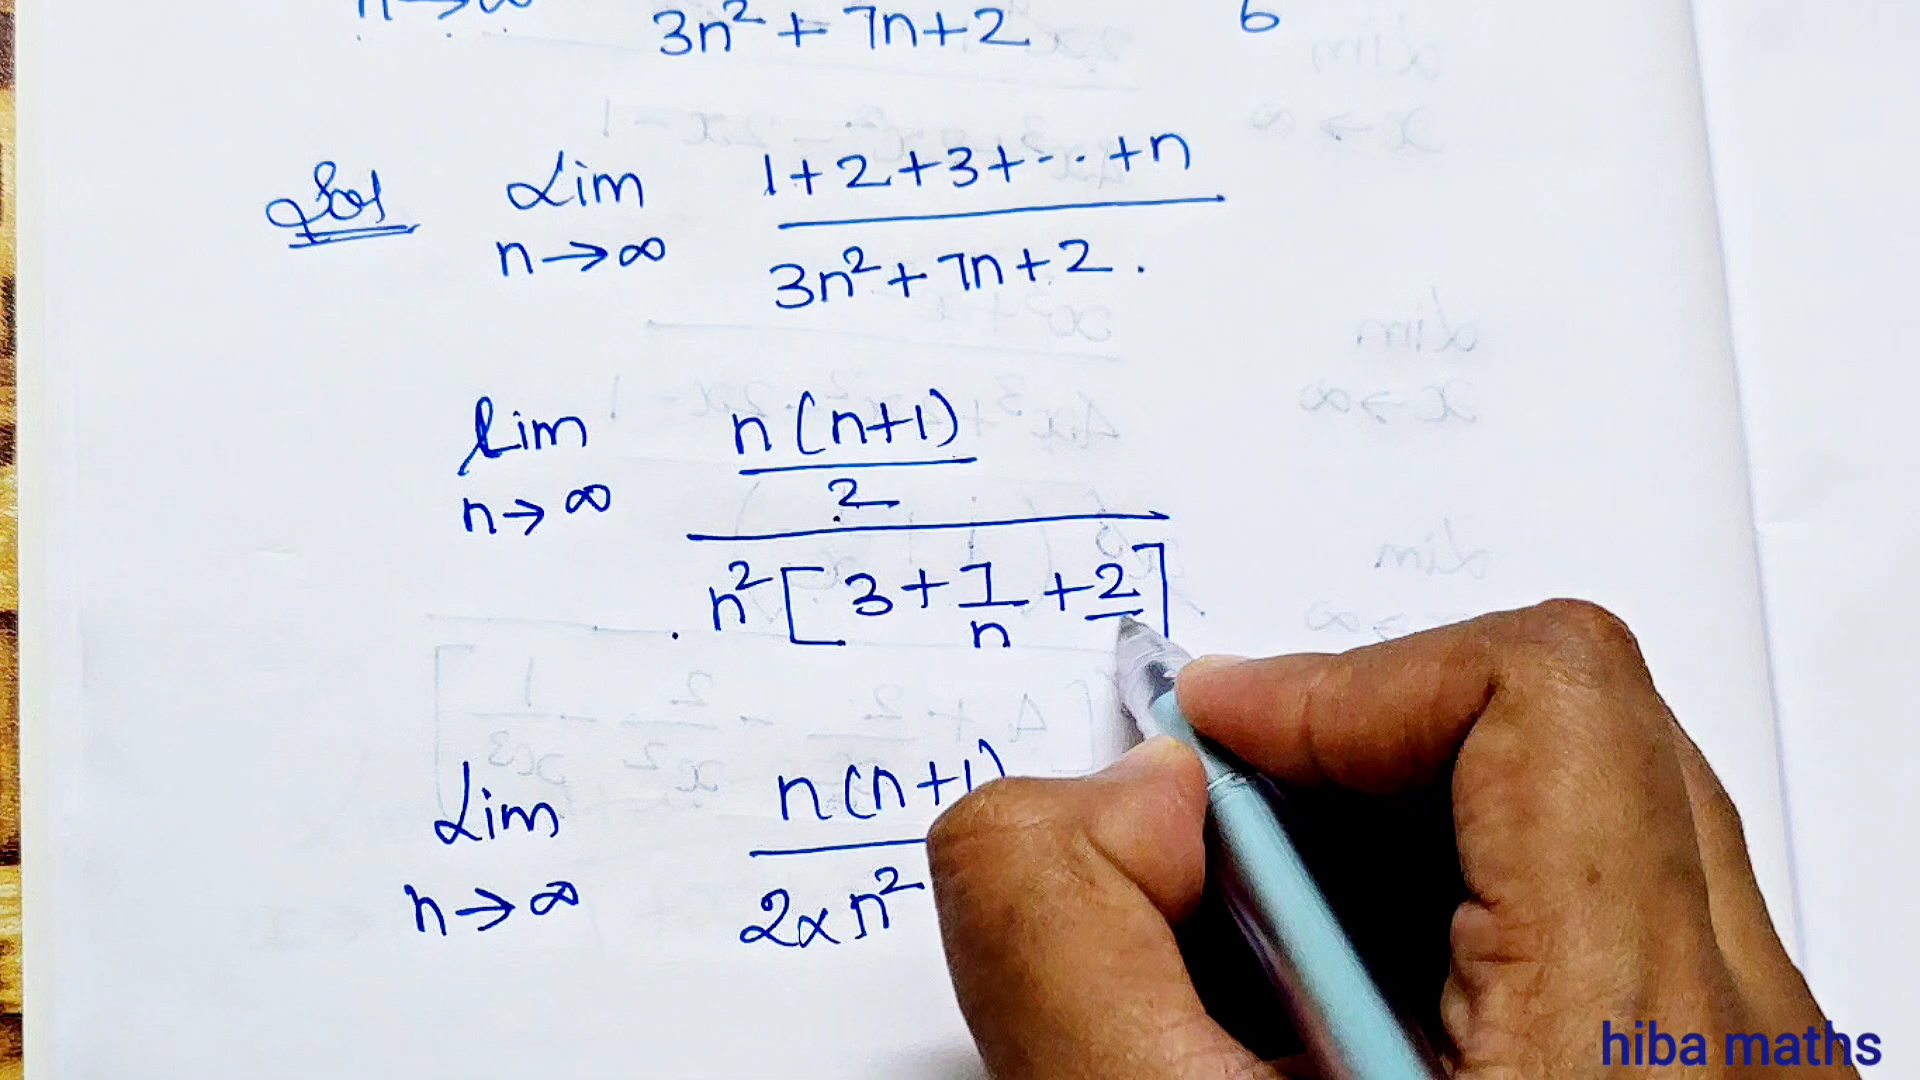 n→∞ 3n²+7n+2 6
Sol Lim 1+2+3+...+n
n→∞ 3n²+7n+2.
lim n(n+1)
n→∞ 2
n²[3+7/n+2]
Lim n(n+1)
n→∞ 2×n²
hiba maths